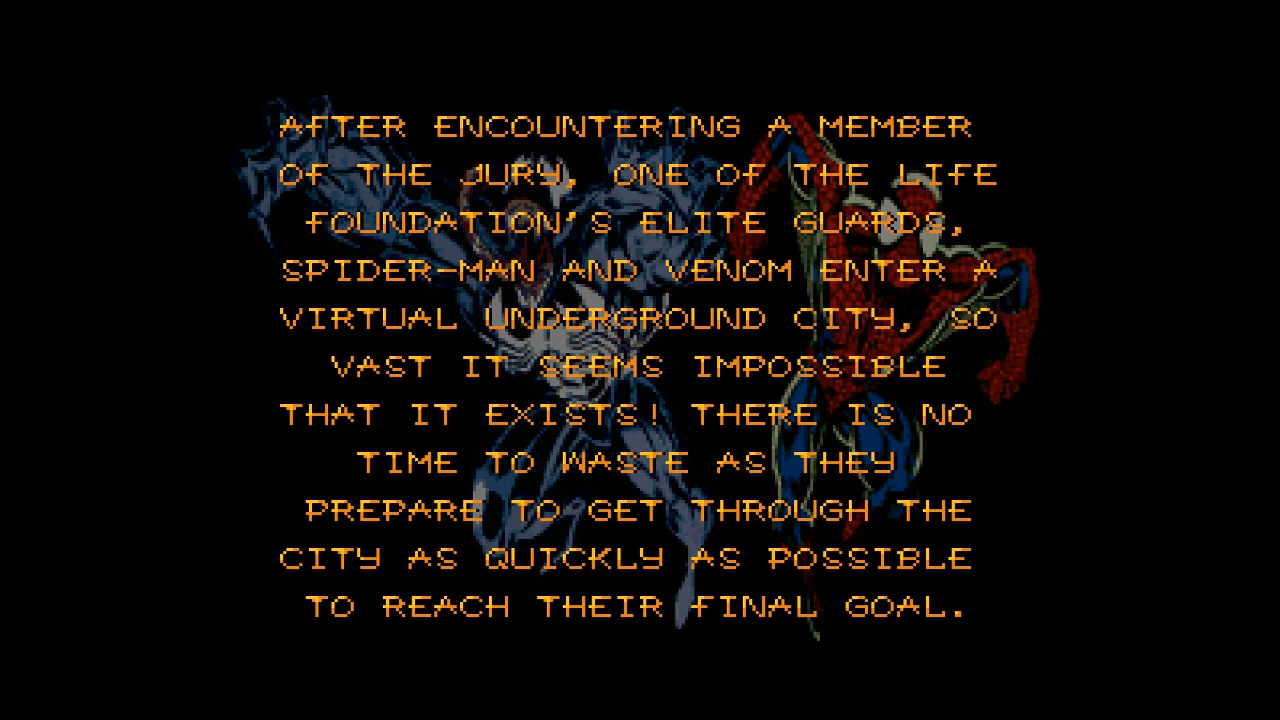 AFTER ENCOUNTERING A MEMBER
OF THE JURY, ONE OF THE LIFE
FOUNDATION'S ELITE GUARDS,
SPIDER-MAN AND VENOM ENTER A
VIRTUAL UNDERGROUND CITY, SO
VAST IT SEEMS IMPOSSIBLE
THAT IT EXISTS! THERE IS NO
TIME TO WASTE AS THEY
PREPARE TO GET THROUGH THE
CITY AS QUICKLY AS POSSIBLE
TO REACH THEIR FINAL GOAL.